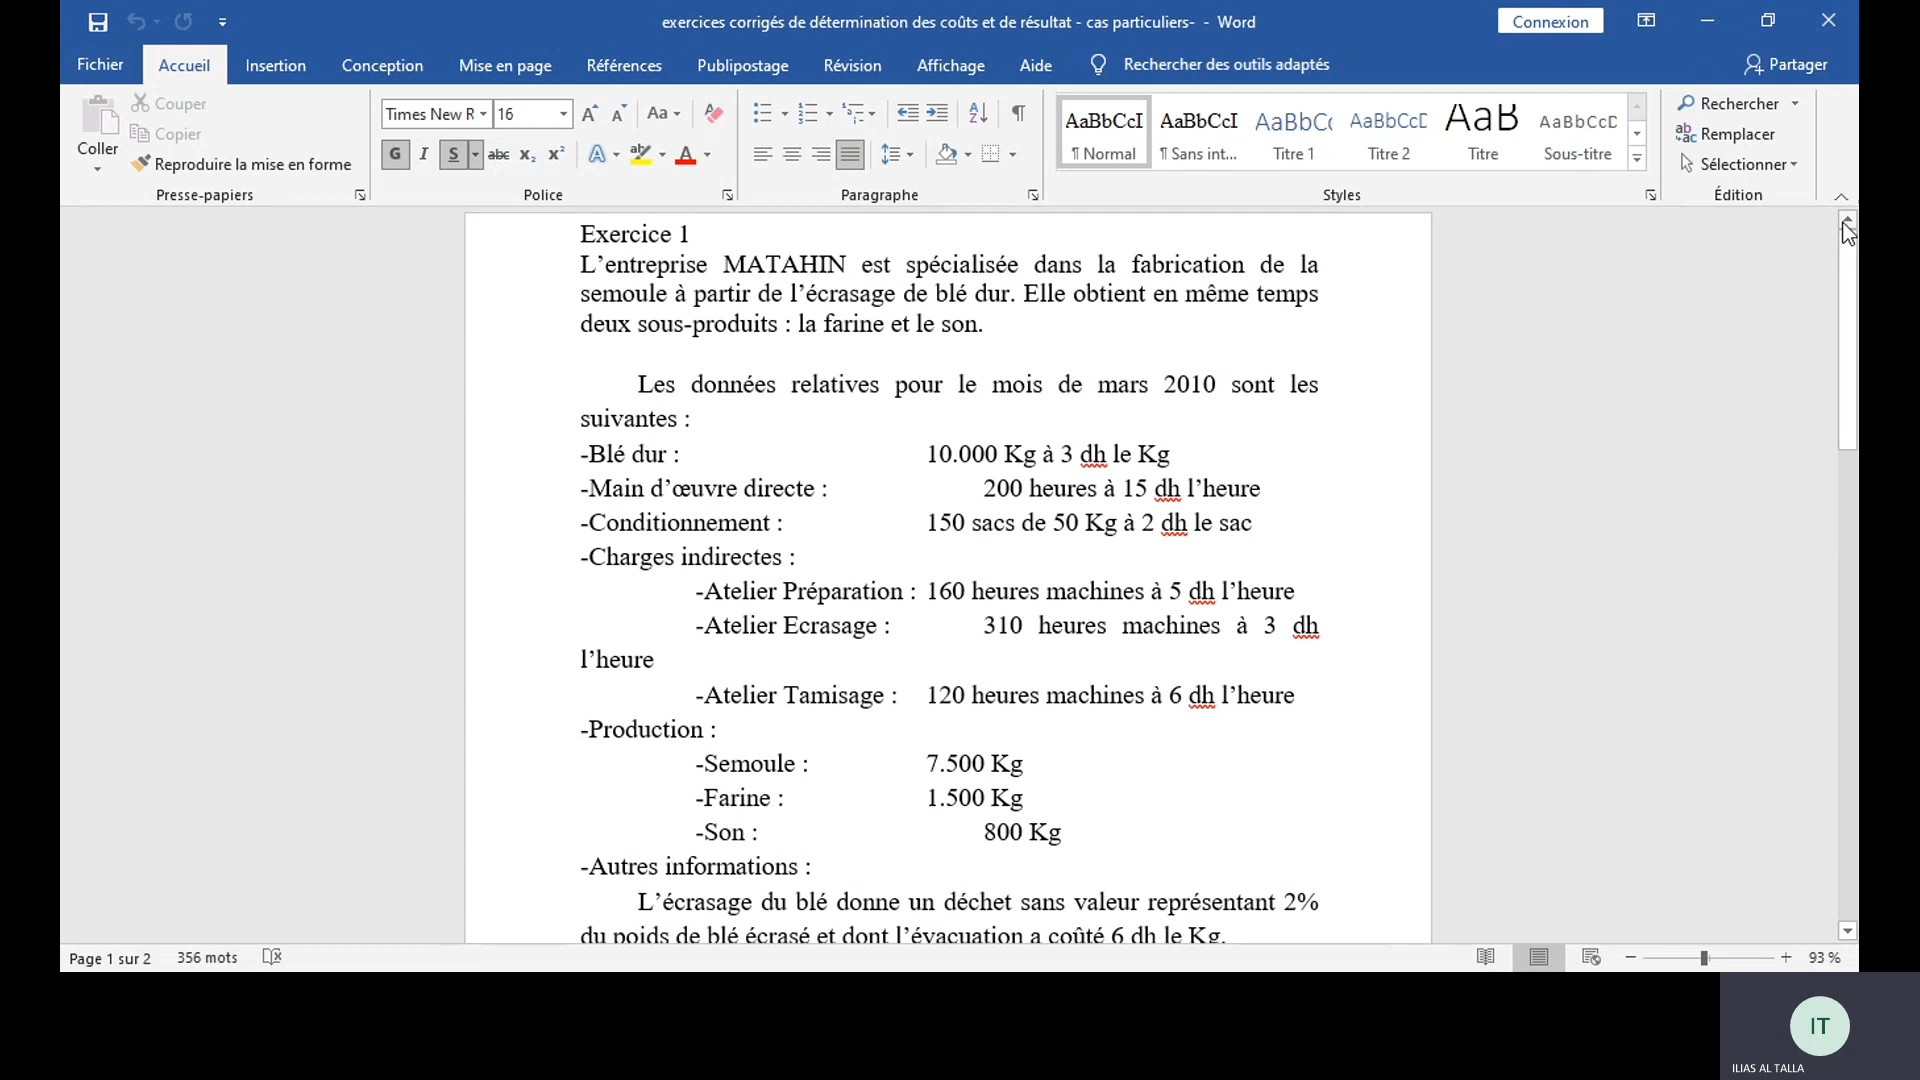 exercices corrigés de détermination des coûts et de résultat - cas particuliers- - Word
Connexion
Fichier
Accueil
Insertion
Conception
Mise en page
Références
Publipostage
Révision
Affichage
Aide
Rechercher des outils adaptés
Partager
Coller
Couper
Copier
Reproduire la mise en forme
Presse-papiers
Times New R
16
Aa
G I S abc x₂ x²
A
A
Police
Paragraphe
AaBbCcI
¶ Normal
AaBbCcI
¶ Sans int...
AaBbCc
Titre 1
AaBbCcD
Titre 2
AaB
Titre
AaBbCcD
Sous-titre
Styles
Rechercher
Remplacer
Sélectionner
Édition
Exercice 1
L’entreprise MATAHIN est spécialisée dans la fabrication de la
semoule à partir de l’écrasage de blé dur. Elle obtient en même temps
deux sous-produits : la farine et le son.
Les données relatives pour le mois de mars 2010 sont les
suivantes :
-Blé dur : 10.000 Kg à 3 dh le Kg
-Main d’œuvre directe : 200 heures à 15 dh l’heure
-Conditionnement : 150 sacs de 50 Kg à 2 dh le sac
-Charges indirectes :
-Atelier Préparation : 160 heures machines à 5 dh l’heure
-Atelier Ecrasage : 310 heures machines à 3 dh
l’heure
-Atelier Tamisage : 120 heures machines à 6 dh l’heure
-Production :
-Semoule : 7.500 Kg
-Farine : 1.500 Kg
-Son : 800 Kg
-Autres informations :
L’écrasage du blé donne un déchet sans valeur représentant 2%
du poids de blé écrasé et dont l’évacuation a coûté 6 dh le Kg.
Page 1 sur 2
356 mots
93 %
IT
ILIAS AL TALLA